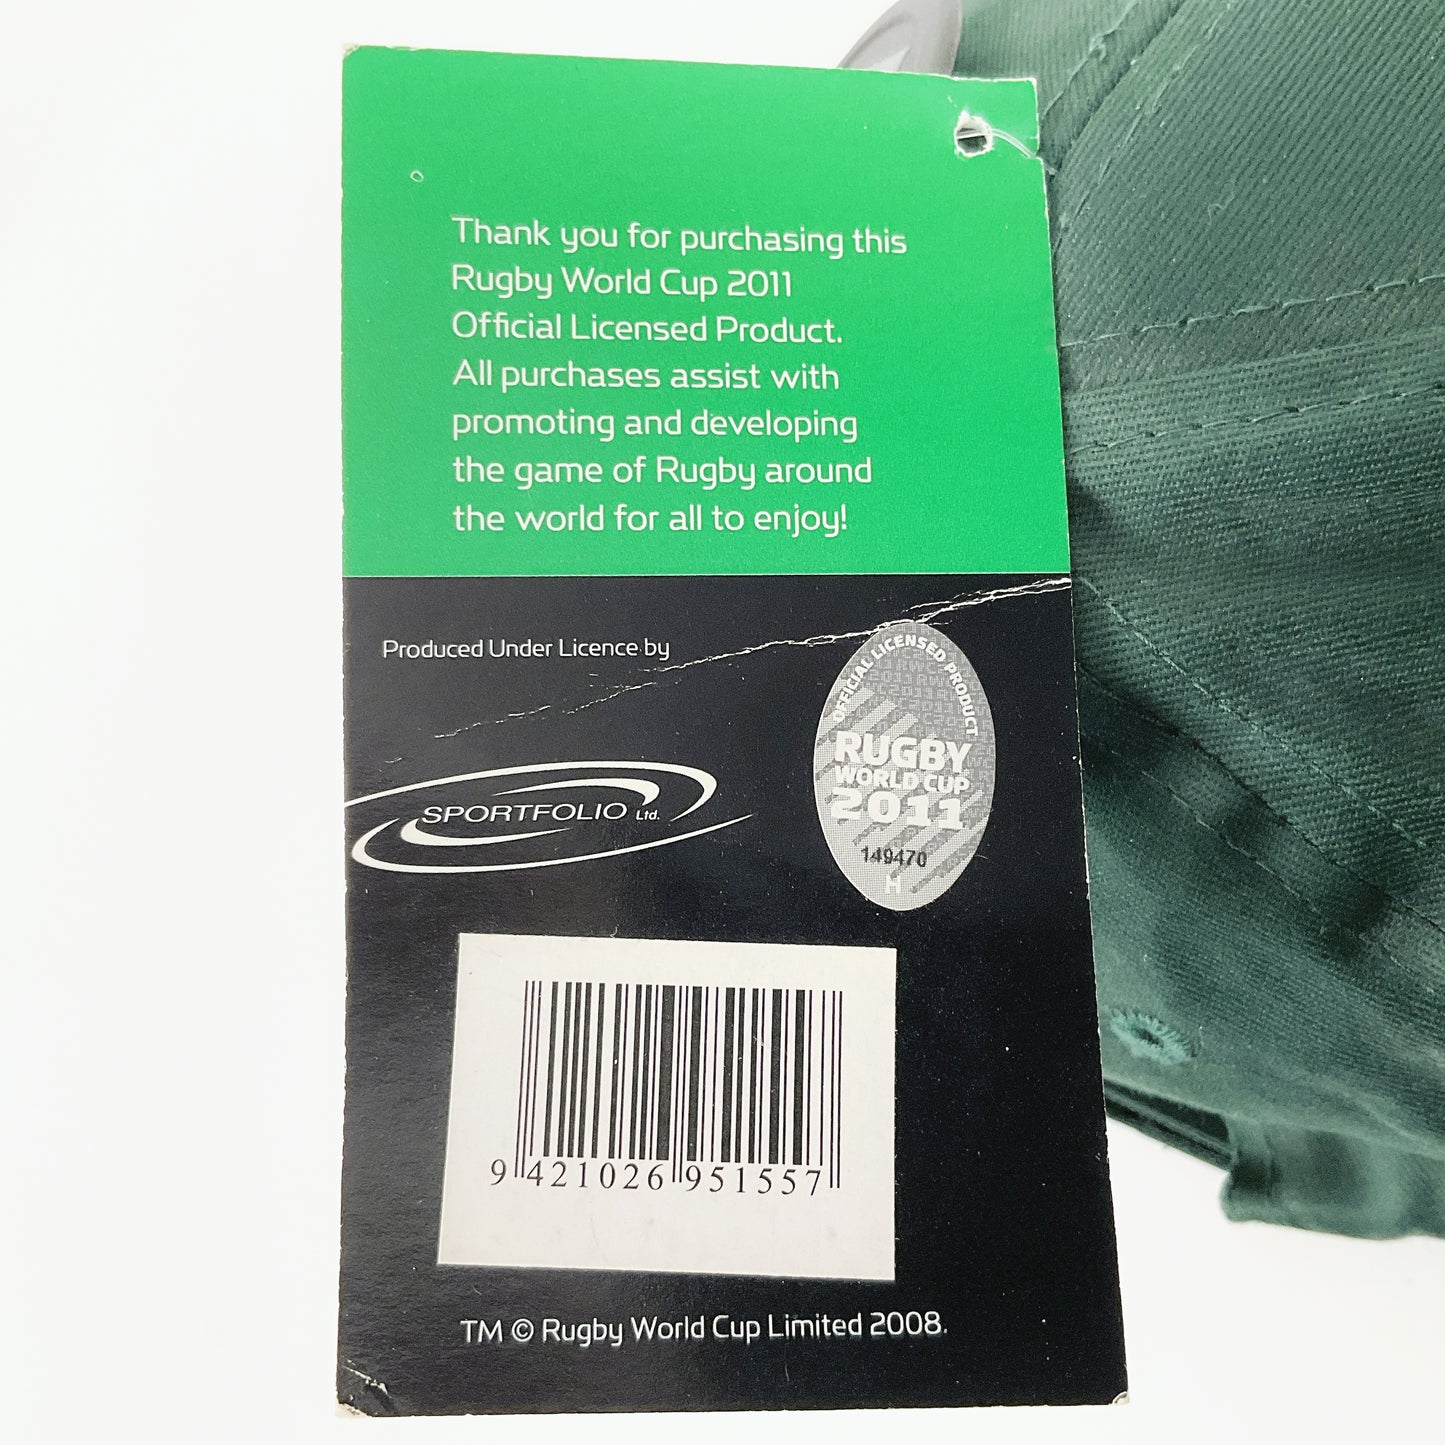 Thank you for purchasing this
Rugby World Cup 2011
Official Licensed Product.
All purchases assist with
promoting and developing
the game of Rugby around
the world for all to enjoy!
Produced Under Licence by
SPORTFOLIO Ltd.
OFFICIAL LICENSED PRODUCT
RUGBY
WORLD CUP
2011
149470
H
9 421026 951557
TM © Rugby World Cup Limited 2008.